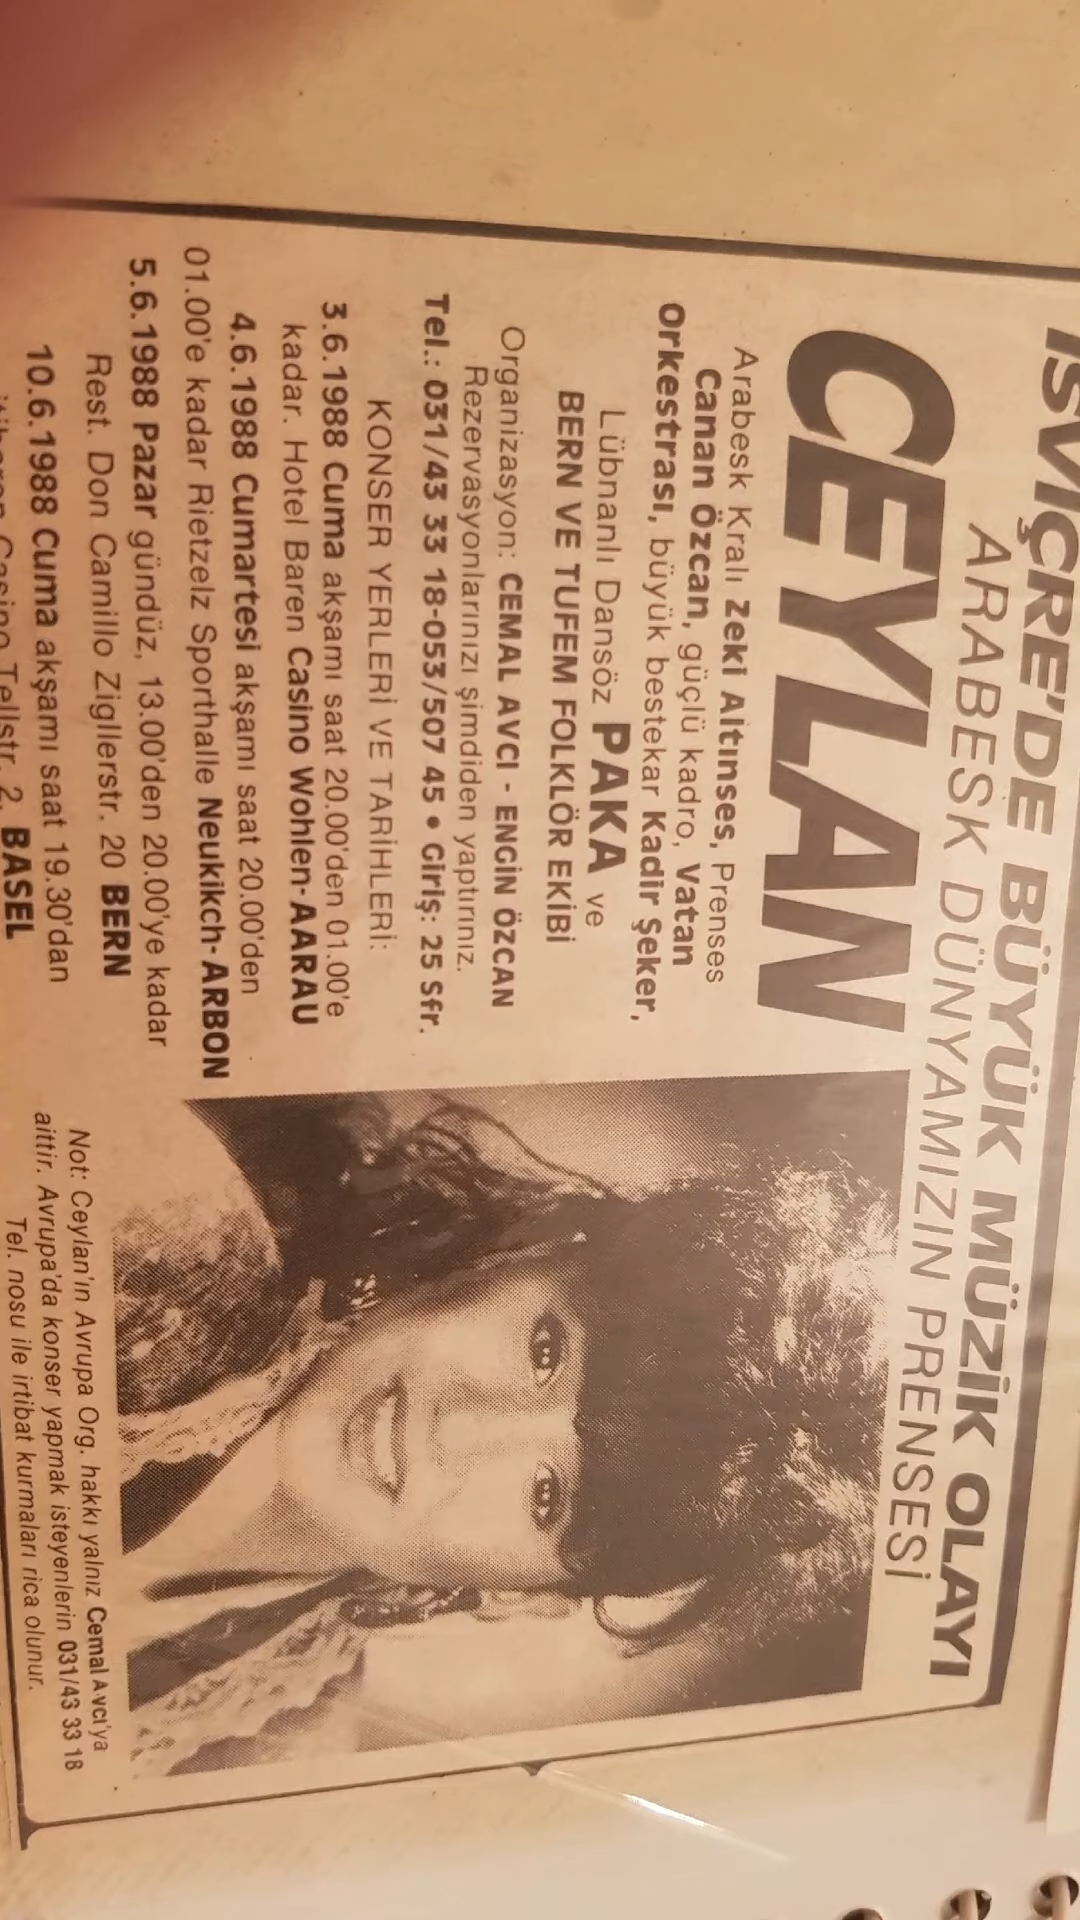 İSVİÇRE'DE BÜYÜK MÜZİK OLAYI
ARABESK DÜNYAMIZIN PRENSESİ
CEYLAN
Arabesk Kralı Zeki Altınses, Prenses
Canan Özcan, güçlü kadro, Vatan
Orkestrası, büyük bestekar Kadir Şeker,
Lübnanlı Dansöz PAKA ve
BERN VE TUFEM FOLKLÖR EKİBİ
Organizasyon: CEMAL AVCI - ENGİN ÖZCAN
Rezervasyonlarınızı şimdiden yaptırınız.
Tel.: 031/43 33 18-053/507 45 • Giriş: 25 Sfr.
KONSER YERLERİ VE TARİHLERİ:
3.6.1988 Cuma akşamı saat 20.00'den 01.00'e
kadar. Hotel Baren Casino Wohlen-AARAU
4.6.1988 Cumartesi akşamı saat 20.00'den
01.00'e kadar Rietzelz Sporthalle Neukikch-ARBON
5.6.1988 Pazar gündüz, 13.00'den 20.00'ye kadar
Rest. Don Camillo Zigllerstr. 20 BERN
10.6.1988 Cuma akşamı saat 19.30'dan
itibaren Casino Tellstr. 2, BASEL
Not: Ceylan'ın Avrupa Org. hakkı yalnız Cemal Avcı'ya
aittir. Avrupa'da konser yapmak isteyenlerin 031/43 33 18
Tel. nosu ile irtibat kurmaları rica olunur.